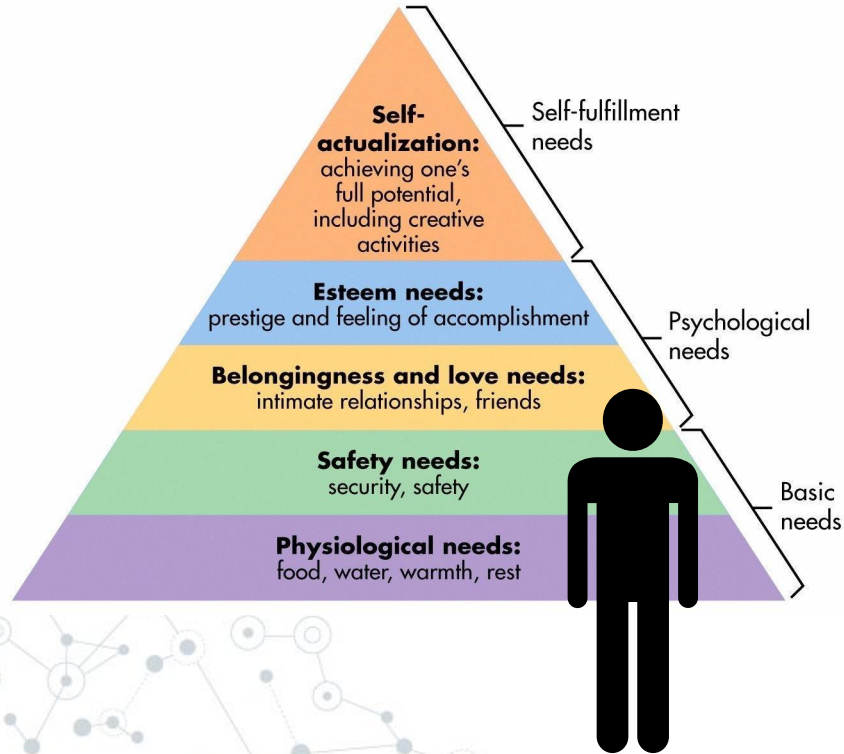 Self-
actualization:
achieving one's
full potential,
including creative
activities
Self-fulfillment
needs
Esteem needs:
prestige and feeling of accomplishment
Psychological
needs
Belongingness and love needs:
intimate relationships, friends
Safety needs:
security, safety
Basic
needs
Physiological needs:
food, water, warmth, rest